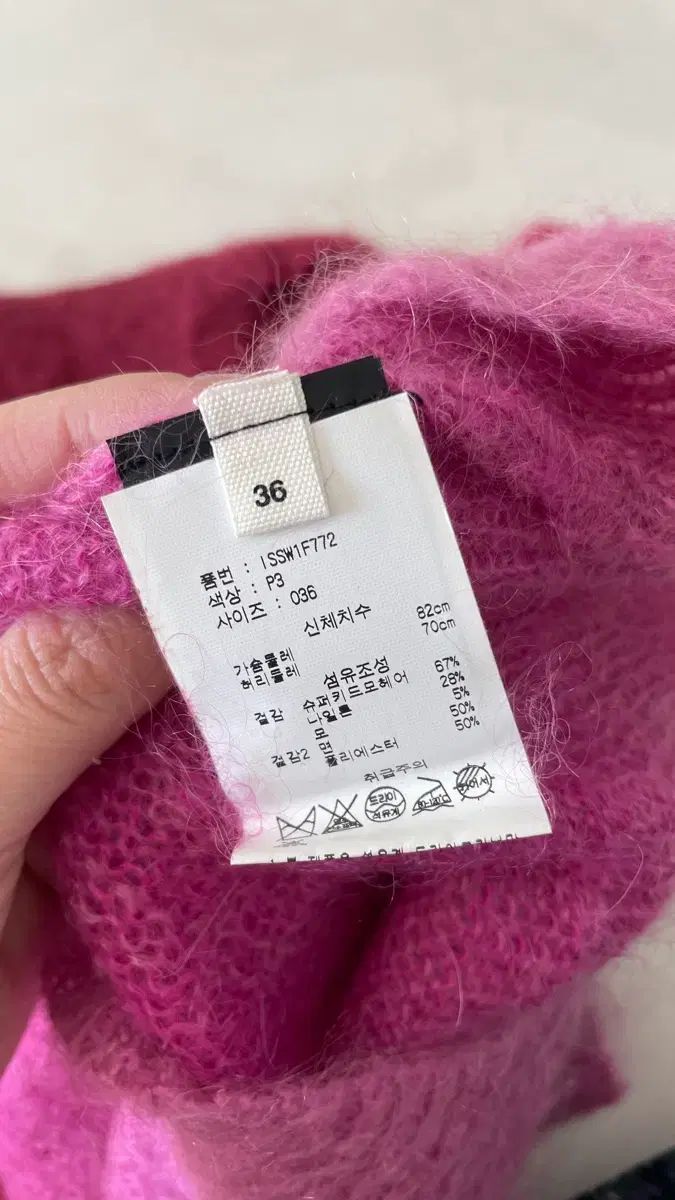 36
품번 : ISSW1F772
색상 : P3
사이즈 : 036
신체치수
가슴둘레 82cm
허리둘레 70cm
섬유조성
겉감 슈퍼키드모헤어 67%
나일론 28%
모 5%
겉감2 면 50%
폴리에스터 50%
취급주의
드라이
석유계